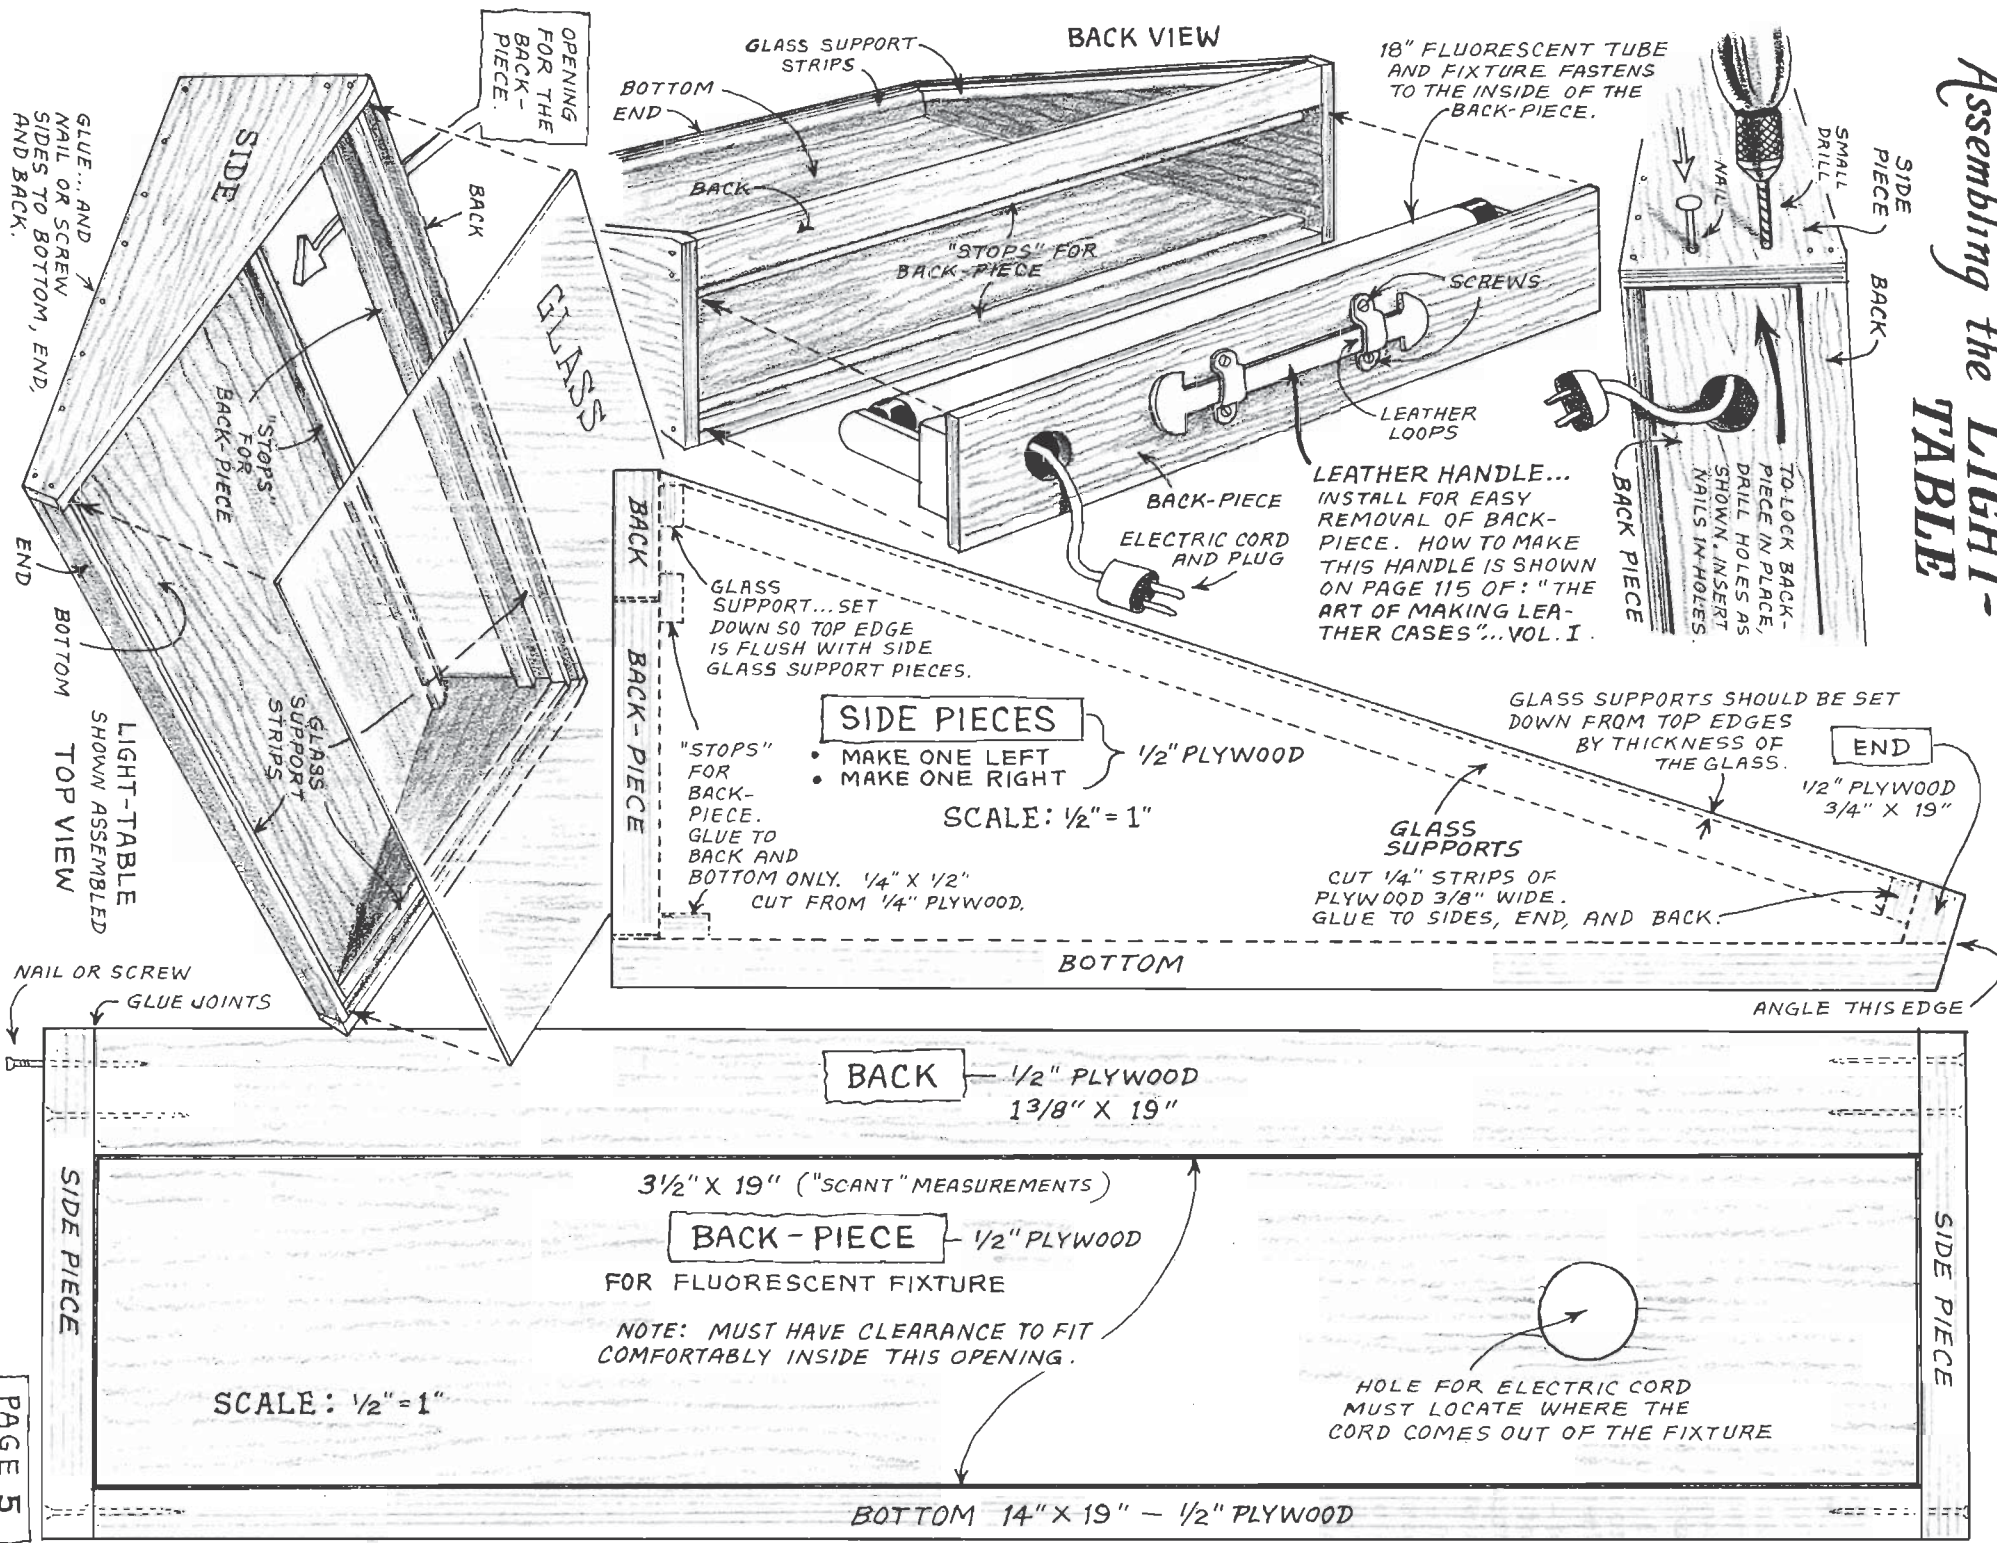 Assembling the LIGHT-
TABLE
OPENING
FOR THE
BACK-
PIECE.
SIDE
GLUE...AND
NAIL OR SCREW
SIDES TO BOTTOM, END,
AND BACK.
BACK
GLASS
"STOPS"
FOR
BACK-PIECE
END
BOTTOM
GLASS
SUPPORT
STRIPS
LIGHT-TABLE
SHOWN ASSEMBLED
TOP VIEW
BACK VIEW
GLASS SUPPORT
STRIPS
BOTTOM
END
BACK
"STOPS" FOR
BACK-PIECE
18" FLUORESCENT TUBE
AND FIXTURE FASTENS
TO THE INSIDE OF THE
BACK-PIECE.
SCREWS
LEATHER
LOOPS
BACK-PIECE
ELECTRIC CORD
AND PLUG
LEATHER HANDLE...
INSTALL FOR EASY
REMOVAL OF BACK-
PIECE. HOW TO MAKE
THIS HANDLE IS SHOWN
ON PAGE 115 OF: "THE
ART OF MAKING LEA-
THER CASES"...VOL. I.
SMALL
DRILL
NAIL
SIDE
PIECE
BACK
TO LOCK BACK-
PIECE IN PLACE,
DRILL HOLES AS
SHOWN. INSERT
NAILS IN HOLES.
BACK PIECE
BACK
BACK-PIECE
GLASS
SUPPORT...SET
DOWN SO TOP EDGE
IS FLUSH WITH SIDE
GLASS SUPPORT PIECES.
"STOPS"
FOR
BACK-
PIECE.
GLUE TO
BACK AND
BOTTOM ONLY. 1/4" X 1/2"
CUT FROM 1/4" PLYWOOD.
SIDE PIECES
• MAKE ONE LEFT
• MAKE ONE RIGHT
1/2" PLYWOOD
SCALE: 1/2" = 1"
GLASS SUPPORTS SHOULD BE SET
DOWN FROM TOP EDGES
BY THICKNESS OF
THE GLASS.
END
1/2" PLYWOOD
3/4" X 19"
GLASS
SUPPORTS
CUT 1/4" STRIPS OF
PLYWOOD 3/8" WIDE.
GLUE TO SIDES, END, AND BACK.
BOTTOM
ANGLE THIS EDGE
NAIL OR SCREW
GLUE JOINTS
BACK
1/2" PLYWOOD
1 3/8" X 19"
SIDE PIECE
3 1/2" X 19" ("SCANT" MEASUREMENTS)
BACK-PIECE
1/2" PLYWOOD
FOR FLUORESCENT FIXTURE
NOTE: MUST HAVE CLEARANCE TO FIT
COMFORTABLY INSIDE THIS OPENING.
SCALE: 1/2" = 1"
HOLE FOR ELECTRIC CORD
MUST LOCATE WHERE THE
CORD COMES OUT OF THE FIXTURE
SIDE PIECE
BOTTOM 14" X 19" - 1/2" PLYWOOD
PAGE 5